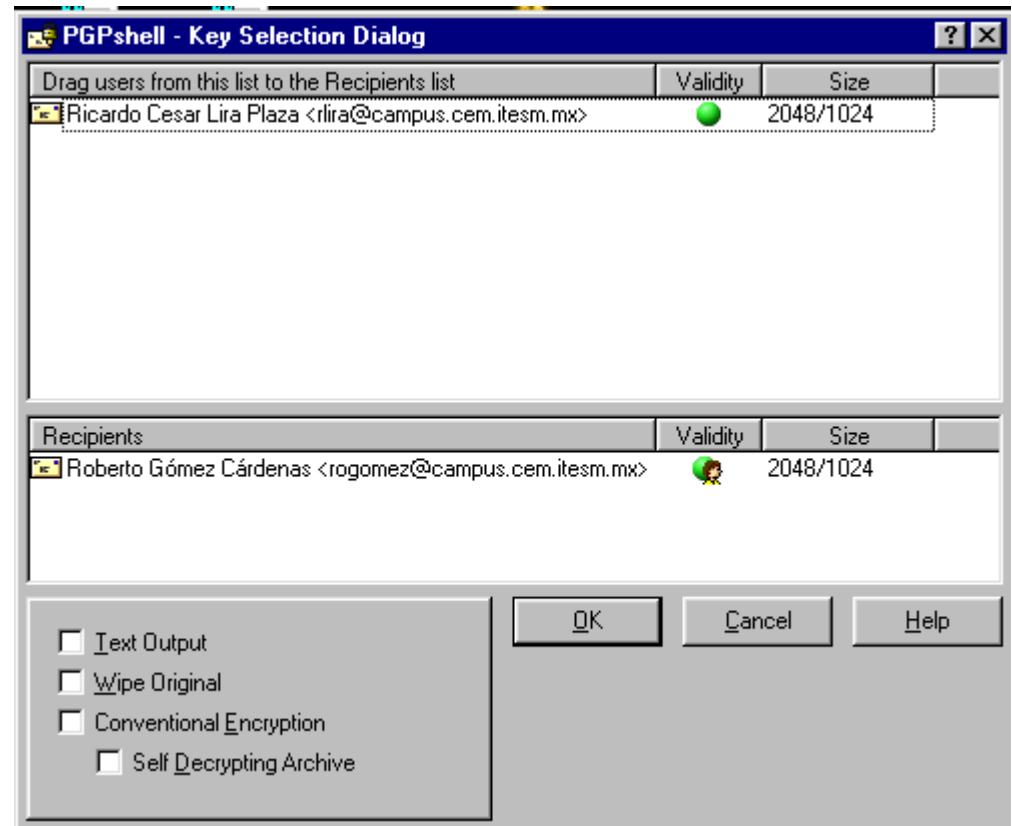 PGPshell - Key Selection Dialog
Drag users from this list to the Recipients list Validity Size
Ricardo Cesar Lira Plaza <rlira@campus.cem.itesm.mx> 2048/1024
Recipients Validity Size
Roberto Gómez Cárdenas <rogomez@campus.cem.itesm.mx> 2048/1024
OK Cancel Help
Text Output
Wipe Original
Conventional Encryption
Self Decrypting Archive